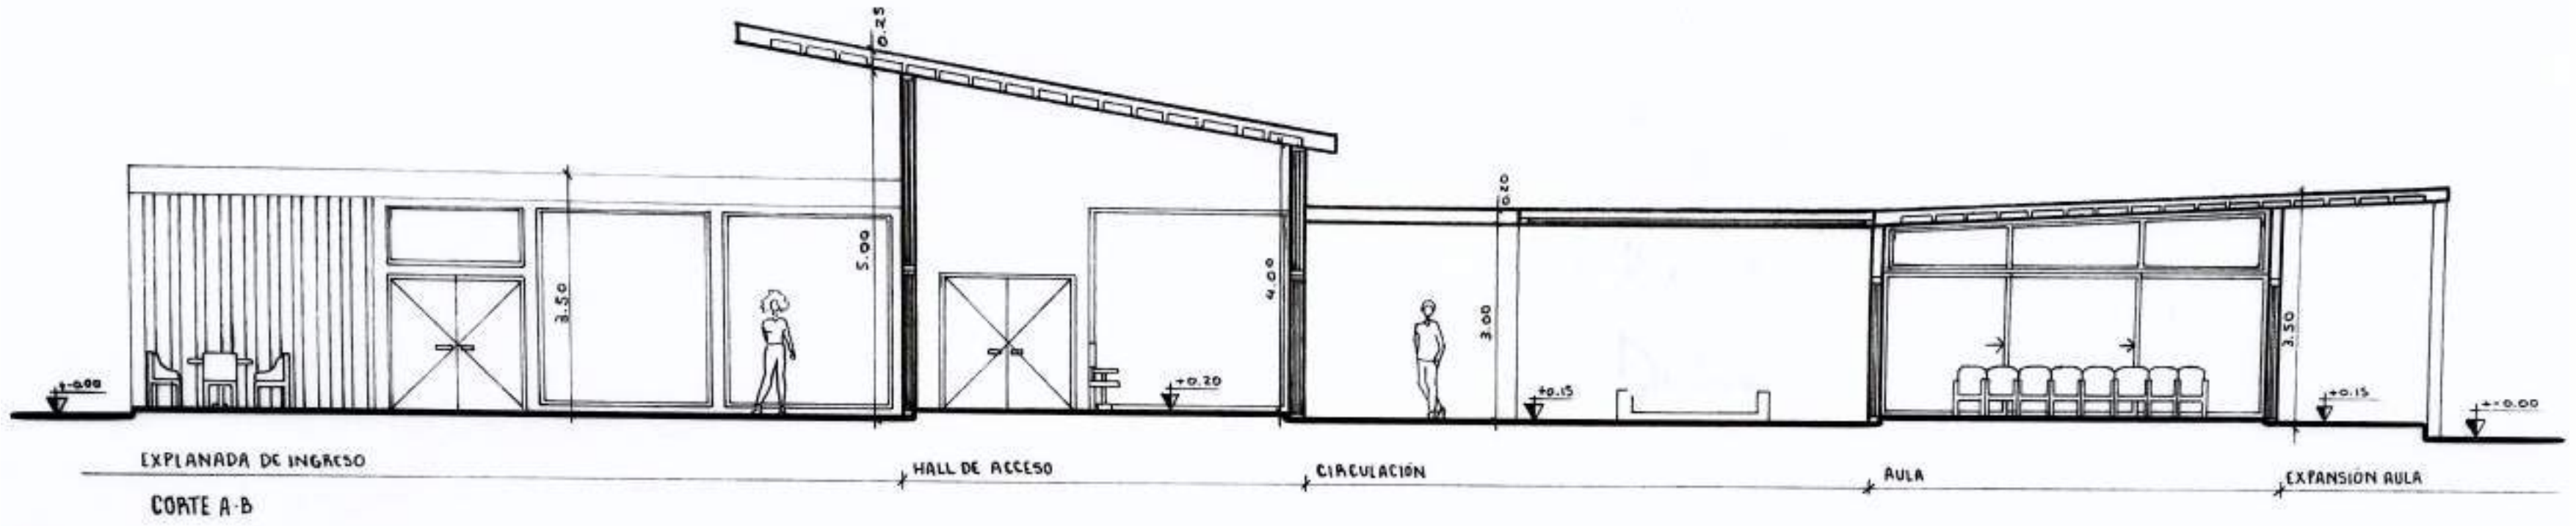 0.25
3.50
5.00
4.00
0.20
3.00
3.50
+-0.00
+0.20
+0.15
+0.15
+-0.00
EXPLANADA DE INGRESO
HALL DE ACCESO
CIRCULACIÓN
AULA
EXPANSIÓN AULA
CORTE A-B